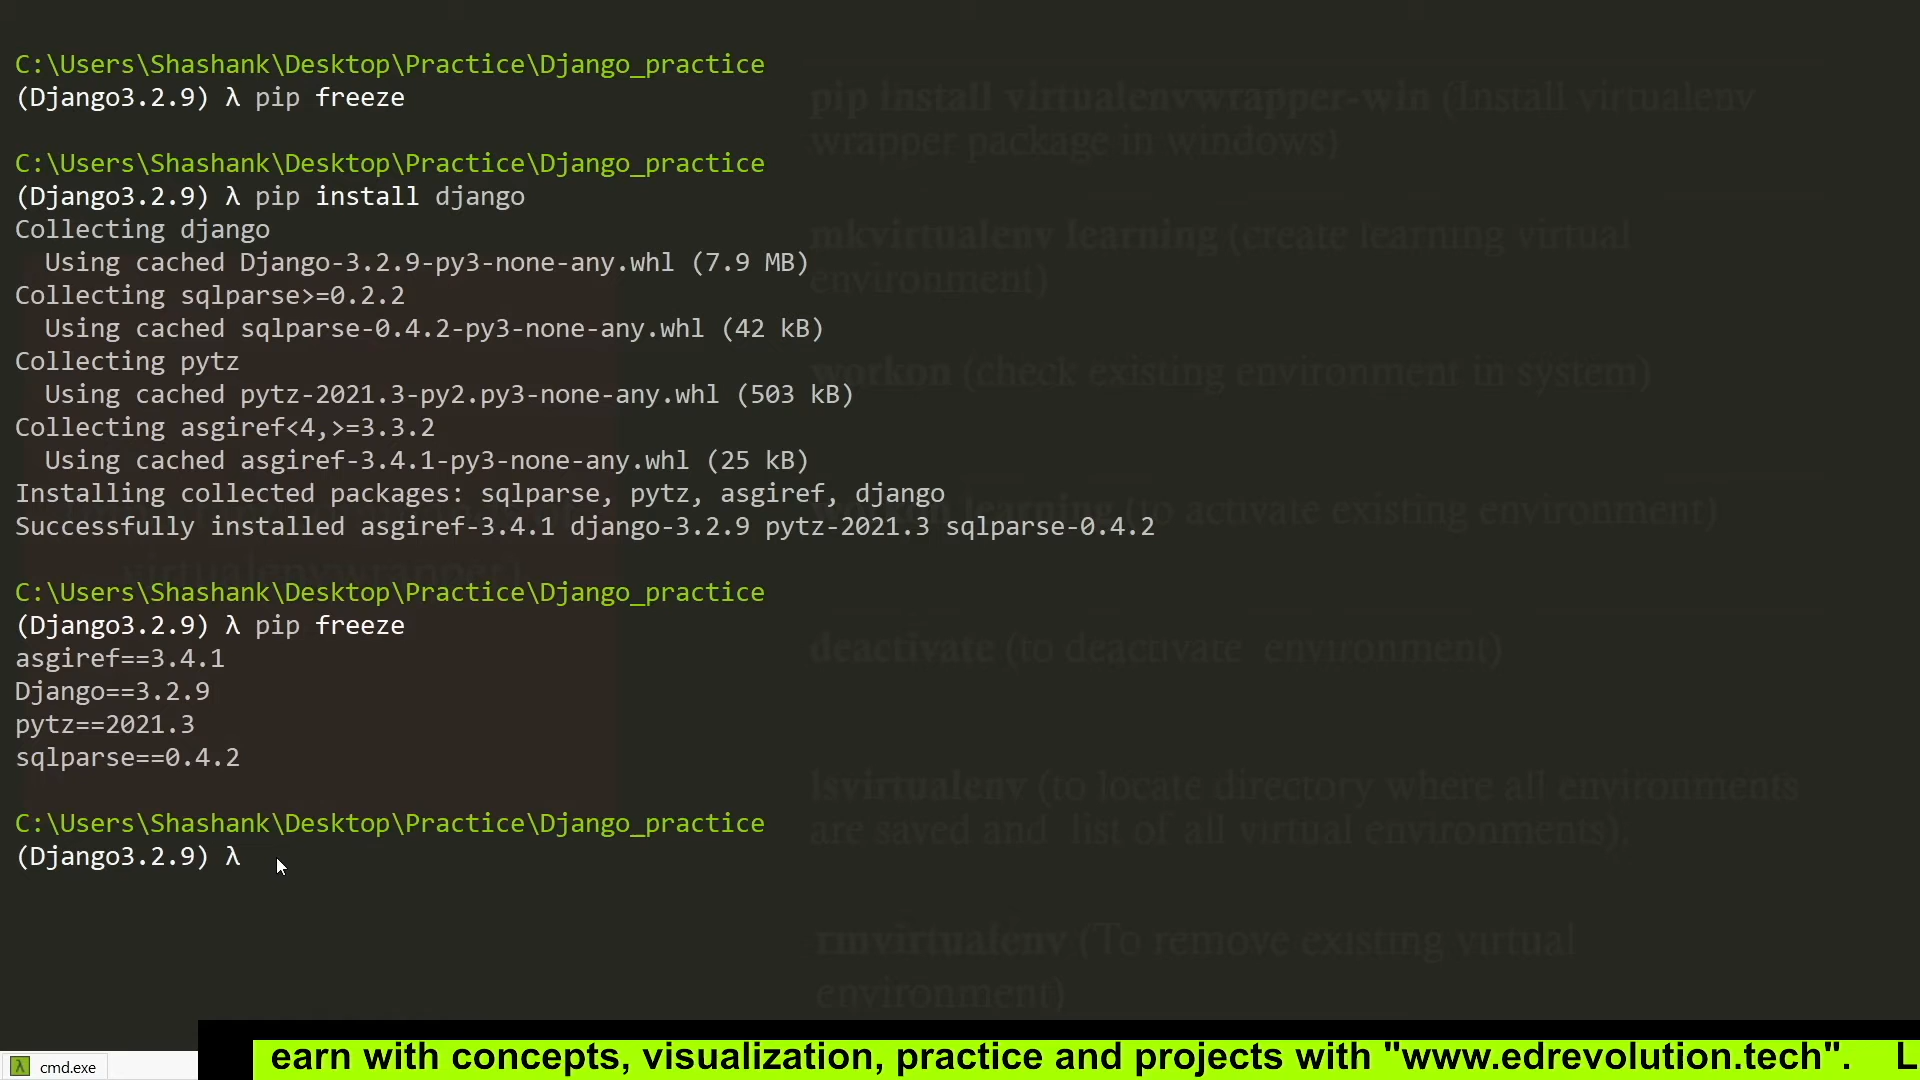 C:\Users\Shashank\Desktop\Practice\Django_practice
(Django3.2.9) λ pip freeze
C:\Users\Shashank\Desktop\Practice\Django_practice
(Django3.2.9) λ pip install django
Collecting django
Using cached Django-3.2.9-py3-none-any.whl (7.9 MB)
Collecting sqlparse>=0.2.2
Using cached sqlparse-0.4.2-py3-none-any.whl (42 kB)
Collecting pytz
Using cached pytz-2021.3-py2.py3-none-any.whl (503 kB)
Collecting asgiref<4,>=3.3.2
Using cached asgiref-3.4.1-py3-none-any.whl (25 kB)
Installing collected packages: sqlparse, pytz, asgiref, django
Successfully installed asgiref-3.4.1 django-3.2.9 pytz-2021.3 sqlparse-0.4.2
C:\Users\Shashank\Desktop\Practice\Django_practice
(Django3.2.9) λ pip freeze
asgiref==3.4.1
Django==3.2.9
pytz==2021.3
sqlparse==0.4.2
C:\Users\Shashank\Desktop\Practice\Django_practice
(Django3.2.9) λ
pip install virtualenvwrapper-win (Install virtualenv
wrapper package in windows)
mkvirtualenv learning (create learning virtual
environment)
workon (check existing environment in system)
learning (to activate existing environment)
deactivate (to deactivate environment)
lsvirtualenv (to locate directory where all environments
are saved and list of all virtual environments).
rmvirtualenv (To remove existing virtual
environment)
λ cmd.exe
earn with concepts, visualization, practice and projects with "www.edrevolution.tech". L